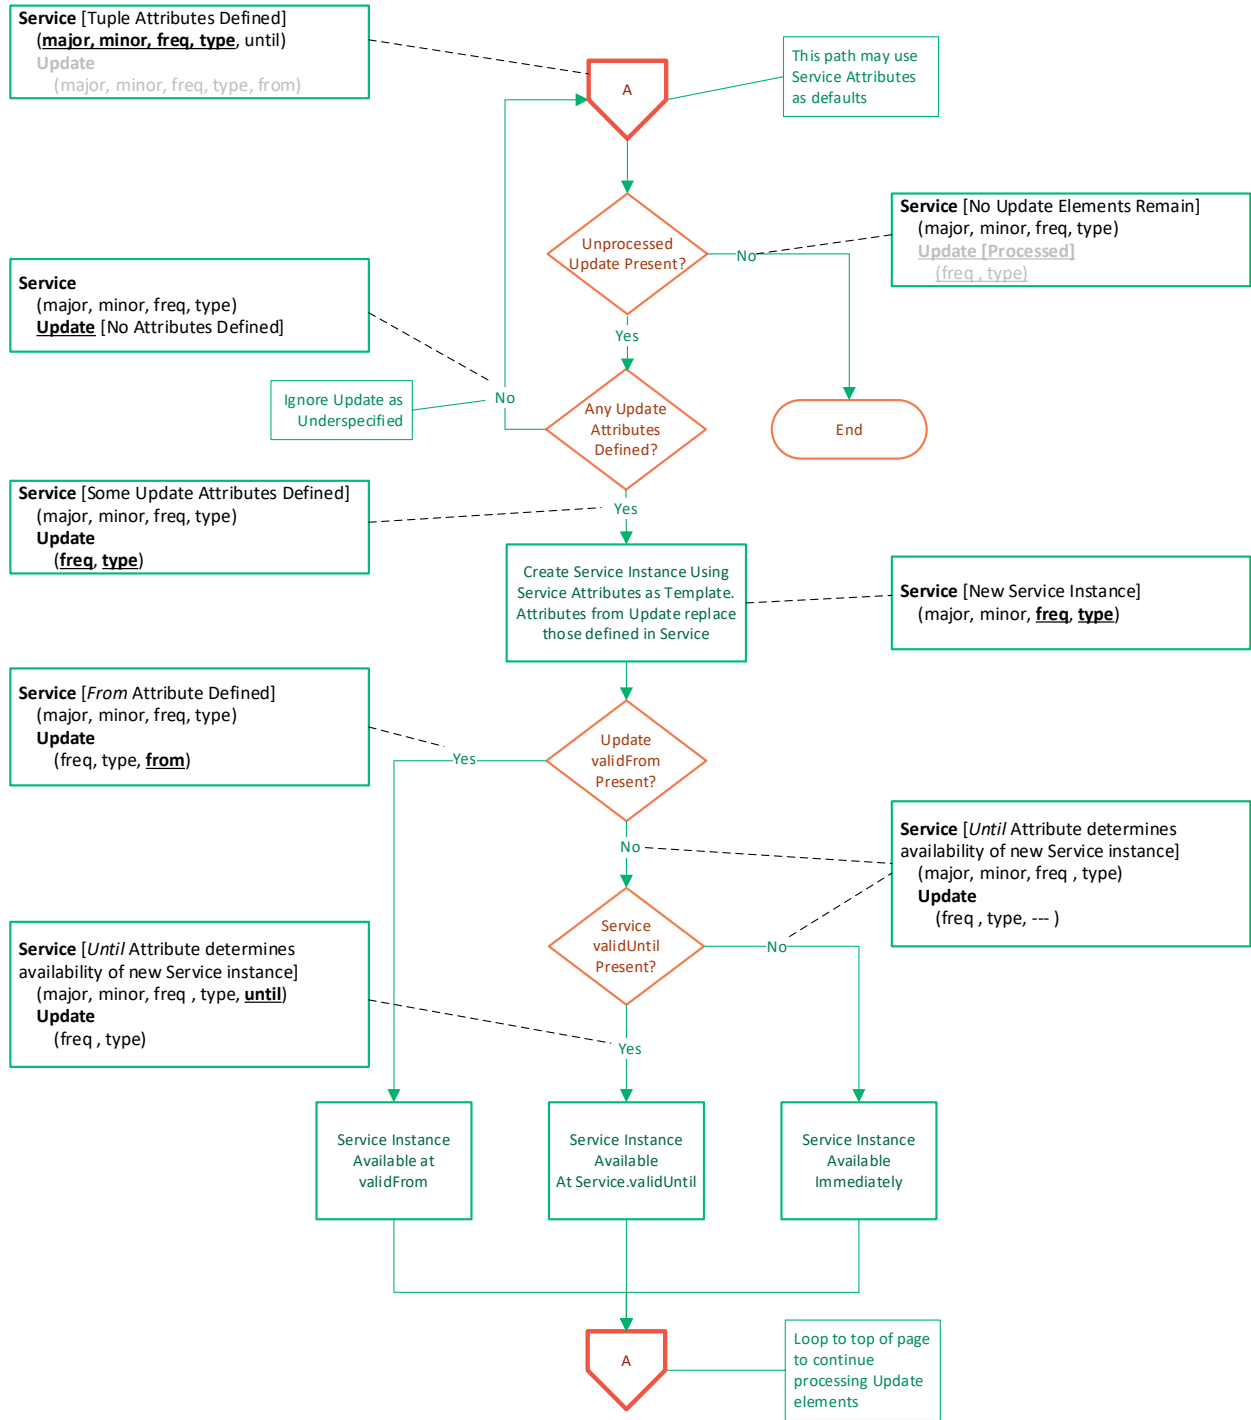 Service [Tuple Attributes Defined]
(major, minor, freq, type, until)
Update
(major, minor, freq, type, from)
A
This path may use
Service Attributes
as defaults
Unprocessed
Update Present?
No
Service [No Update Elements Remain]
(major, minor, freq, type)
Update [Processed]
(freq , type)
Service
(major, minor, freq, type)
Update [No Attributes Defined]
Yes
Ignore Update as
Underspecified
No
Any Update
Attributes
Defined?
End
Service [Some Update Attributes Defined]
(major, minor, freq, type)
Update
(freq, type)
Yes
Create Service Instance Using
Service Attributes as Template.
Attributes from Update replace
those defined in Service
Service [New Service Instance]
(major, minor, freq, type)
Service [From Attribute Defined]
(major, minor, freq, type)
Update
(freq, type, from)
Yes
Update
validFrom
Present?
No
Service [Until Attribute determines
availability of new Service instance]
(major, minor, freq , type)
Update
(freq , type, --- )
Service [Until Attribute determines
availability of new Service instance]
(major, minor, freq , type, until)
Update
(freq , type)
Service
validUntil
Present?
No
Yes
Service Instance
Available at
validFrom
Service Instance
Available
At Service.validUntil
Service Instance
Available
Immediately
A
Loop to top of page
to continue
processing Update
elements